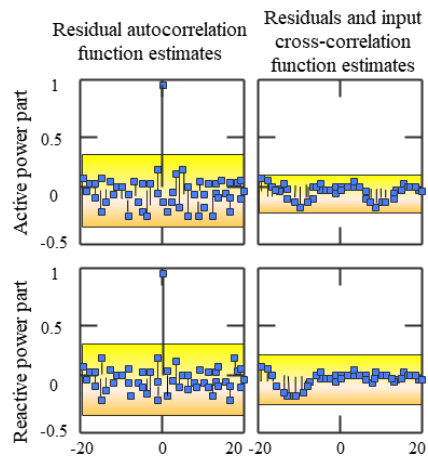 Residual autocorrelation
function estimates
Residuals and input
cross-correlation
function estimates
Active power part
1
0.5
0
-0.5
Reactive power part
1
0.5
0
-0.5
-20
0
20
-20
0
20